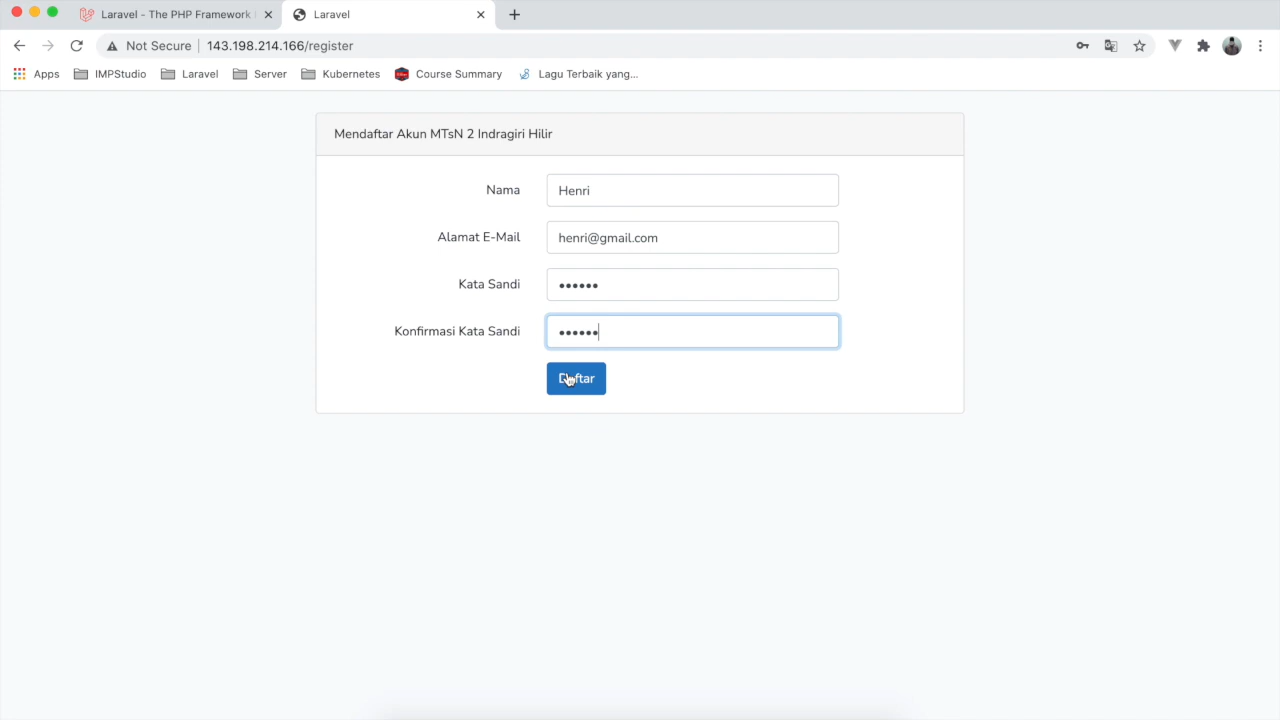 Laravel - The PHP Framework
Laravel
Not Secure 143.198.214.166/register
Apps IMPStudio Laravel Server Kubernetes Course Summary Lagu Terbaik yang...
Mendaftar Akun MTsN 2 Indragiri Hilir
Nama Henri
Alamat E-Mail henri@gmail.com
Kata Sandi ••••••
Konfirmasi Kata Sandi ••••••
Daftar